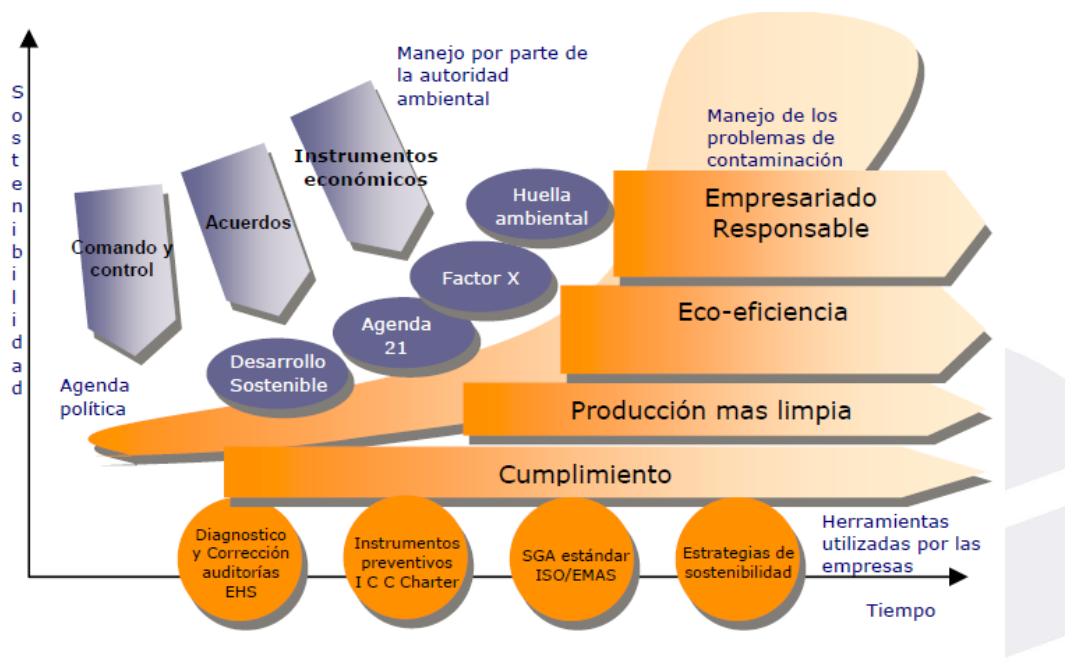 Sostenibilidad
Manejo por parte de
la autoridad
ambiental
Comando y
control
Acuerdos
Instrumentos
económicos
Manejo de los
problemas de
contaminación
Huella
ambiental
Factor X
Agenda
21
Desarrollo
Sostenible
Agenda
política
Empresariado
Responsable
Eco-eficiencia
Producción mas limpia
Cumplimiento
Diagnostico
y Corrección
auditorías
EHS
Instrumentos
preventivos
I C C Charter
SGA estándar
ISO/EMAS
Estrategias de
sostenibilidad
Herramientas
utilizadas por las
empresas
Tiempo